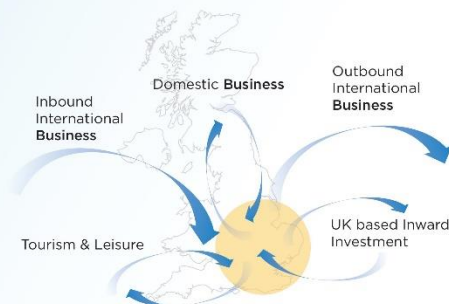 Domestic Business
Inbound
International
Business
Outbound
International
Business
Tourism & Leisure
UK based Inward
Investment